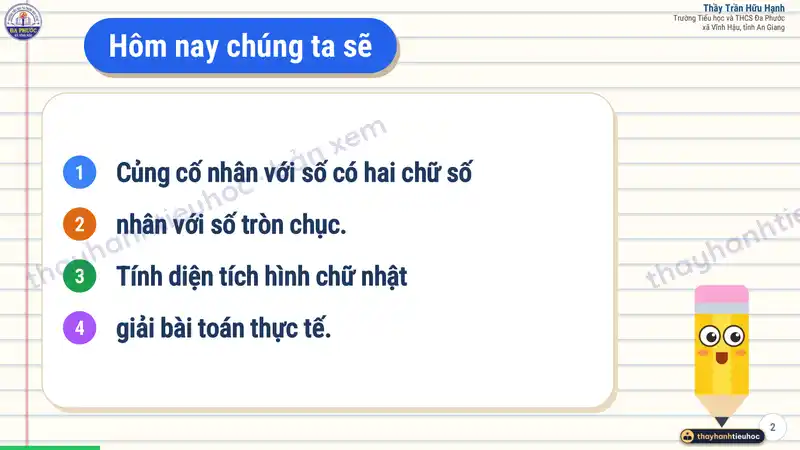 Thầy Trần Hữu Hạnh
Trường Tiểu học và THCS Đa Phước
xã Vĩnh Hậu, tỉnh An Giang
ĐA PHƯỚC
Hôm nay chúng ta sẽ
1 Củng cố nhân với số có hai chữ số
2 nhân với số tròn chục.
3 Tính diện tích hình chữ nhật
4 giải bài toán thực tế.
thayhanhtieuhoc
2